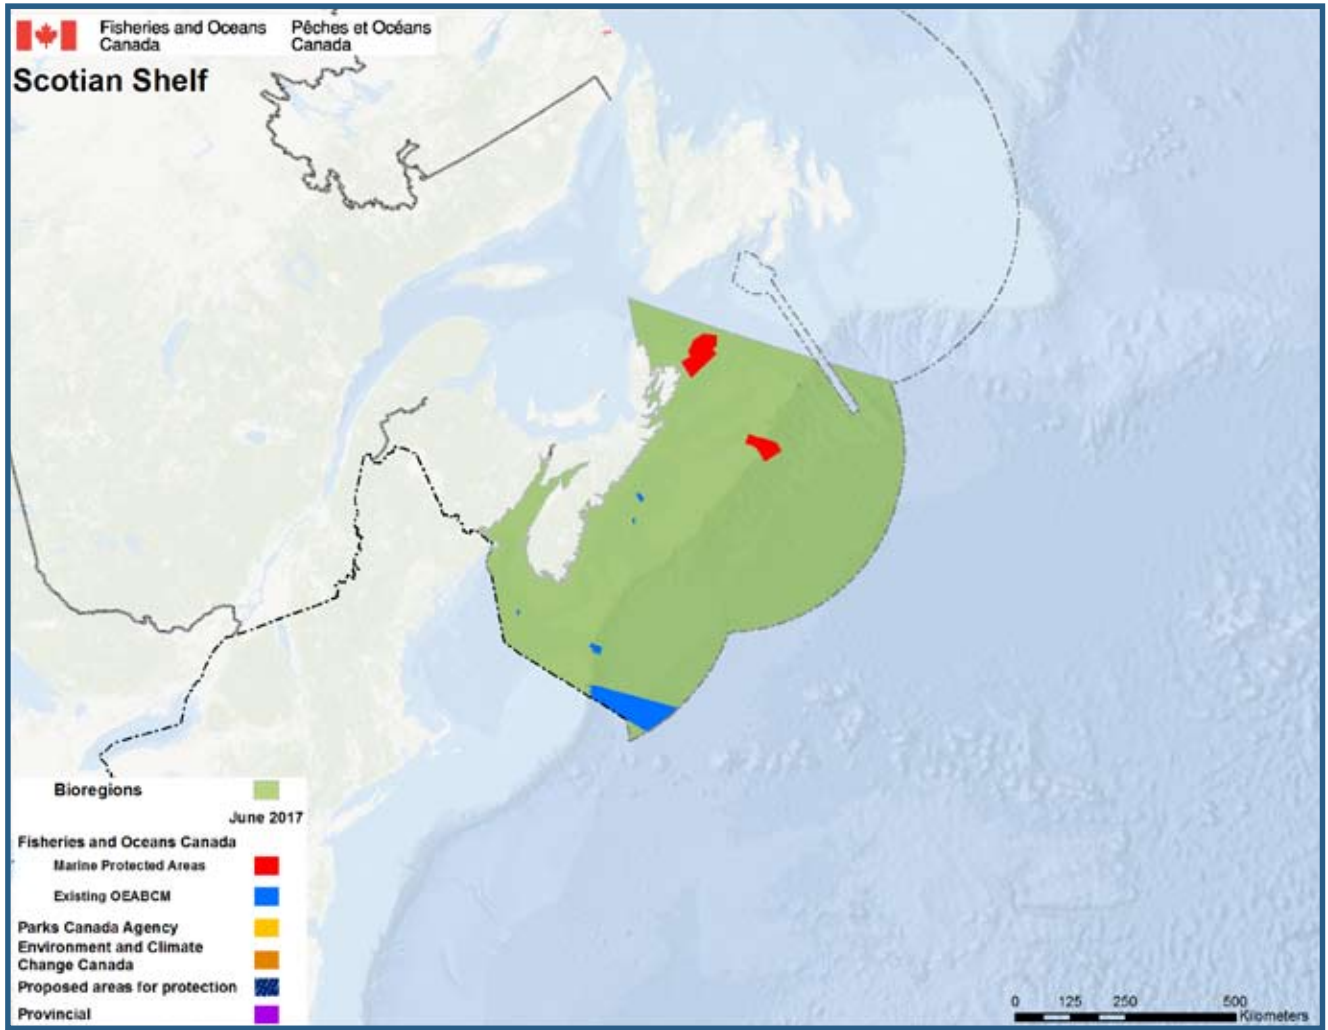 Fisheries and Oceans Pêches et Océans
Canada Canada
Scotian Shelf
Bioregions
June 2017
Fisheries and Oceans Canada
Marine Protected Areas
Existing OEABCM
Parks Canada Agency
Environment and Climate
Change Canada
Proposed areas for protection
Provincial
0 125 250 500
Kilometers